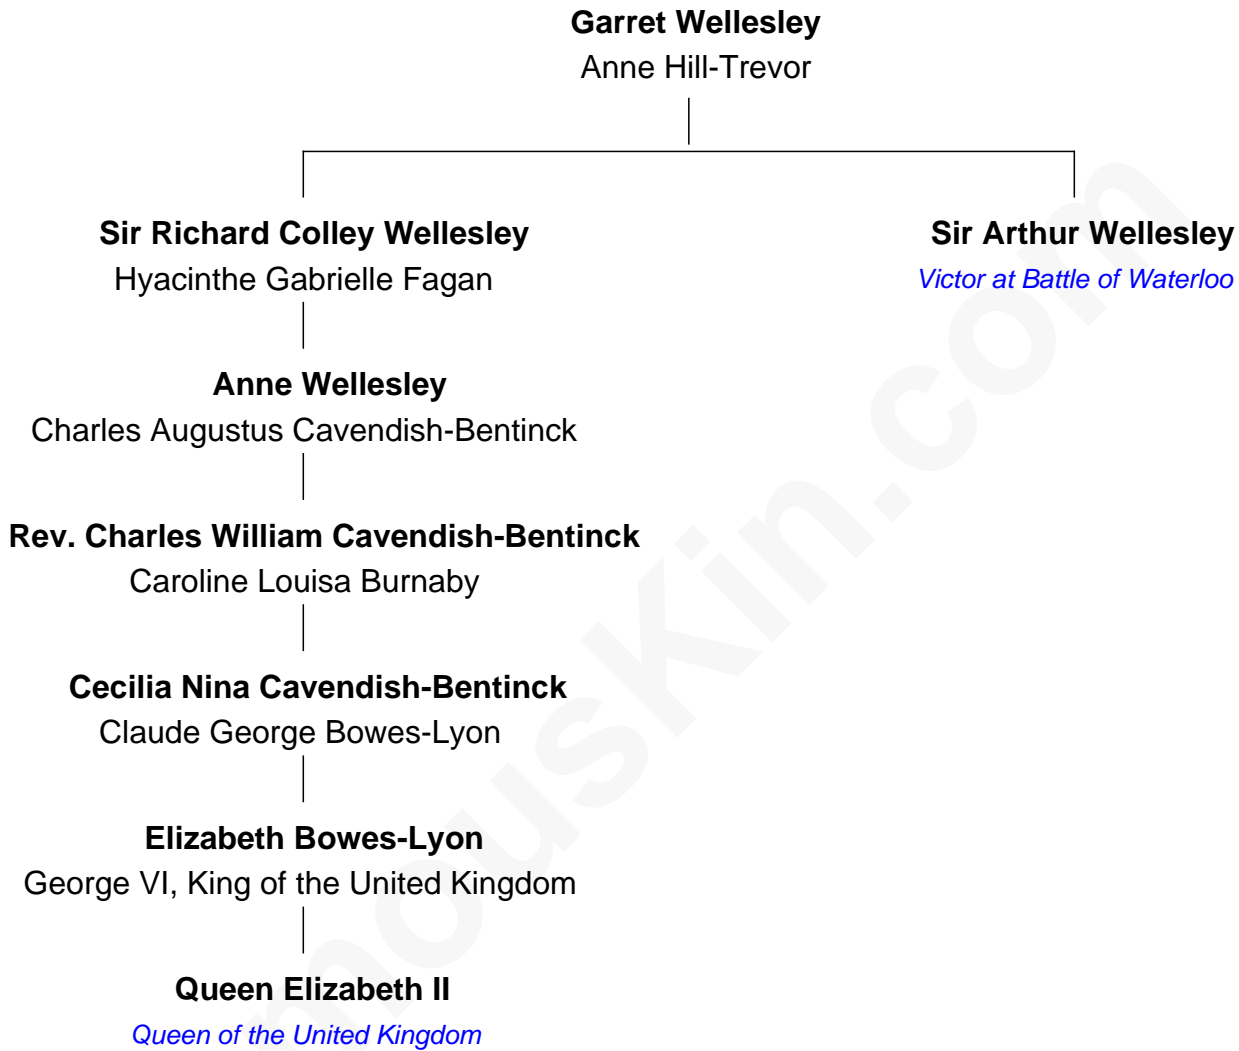 Garret Wellesley
Anne Hill-Trevor
Sir Richard Colley Wellesley
Hyacinthe Gabrielle Fagan
Sir Arthur Wellesley
Victor at Battle of Waterloo
Anne Wellesley
Charles Augustus Cavendish-Bentinck
Rev. Charles William Cavendish-Bentinck
Caroline Louisa Burnaby
Cecilia Nina Cavendish-Bentinck
Claude George Bowes-Lyon
Elizabeth Bowes-Lyon
George VI, King of the United Kingdom
Queen Elizabeth II
Queen of the United Kingdom
mousKin.com